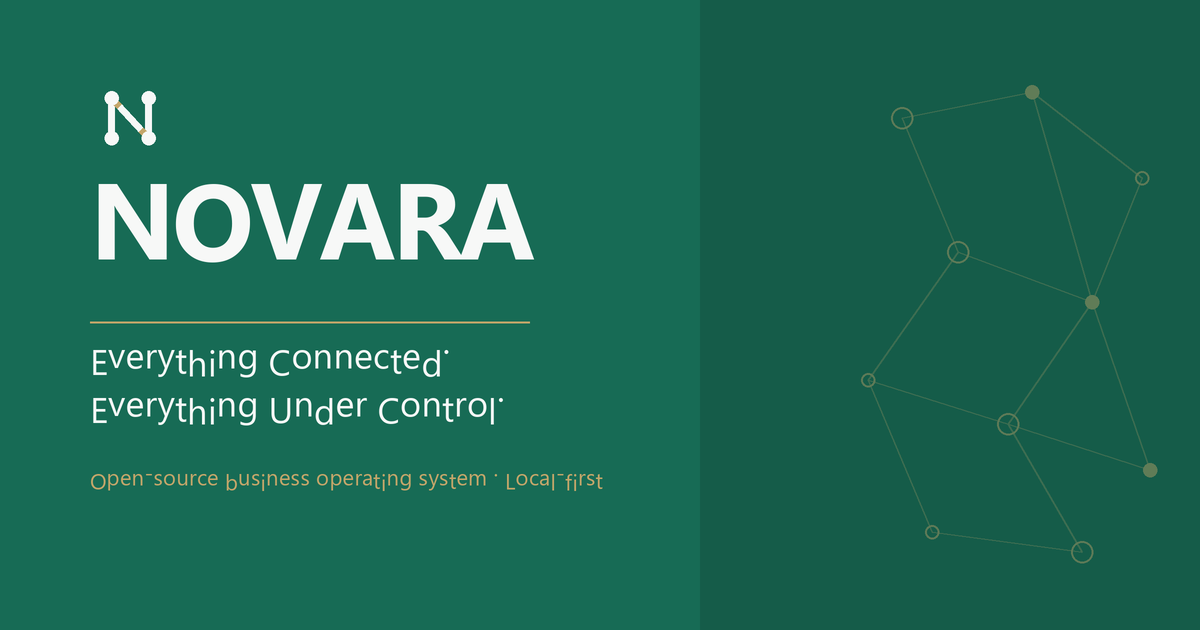 N
NOVARA
Everything Connected.
Everything Under Control.
Open-source business operating system · Local-first